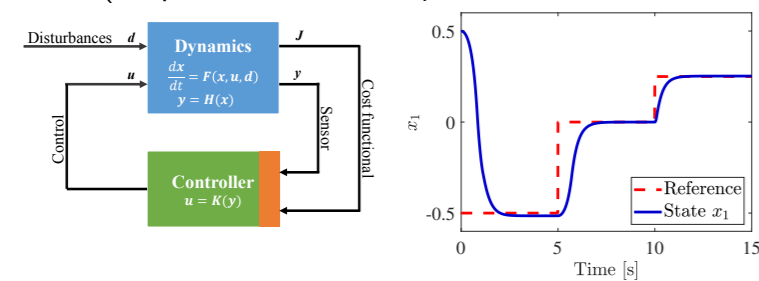 Disturbances d
u
Dynamics
dx/dt = F(x, u, d)
y = H(x)
J
y
Control
Sensor
Cost functional
Controller
u = K(y)
0.5
0
-0.5
x₁
0
5
10
15
Time [s]
Reference
State x₁